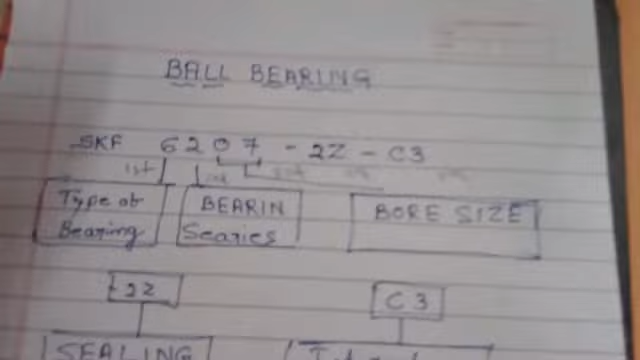 BALL BEARING
SKF 6207 - 2Z - C3
1st
Type of Bearing
BEARIN Searies
BORE SIZE
2Z
C3
SEALING